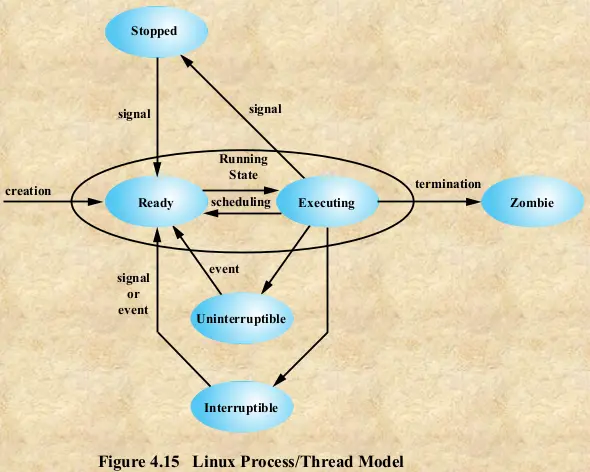 Stopped
signal
signal
Running
State
creation
termination
Ready
scheduling
Executing
Zombie
event
signal
or
event
Uninterruptible
Interruptible
Figure 4.15 Linux Process/Thread Model